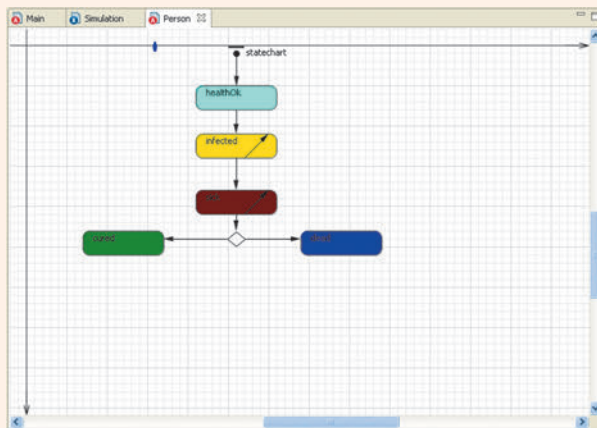 Main
Simulation
Person
statechart
healthOk
infected
cured